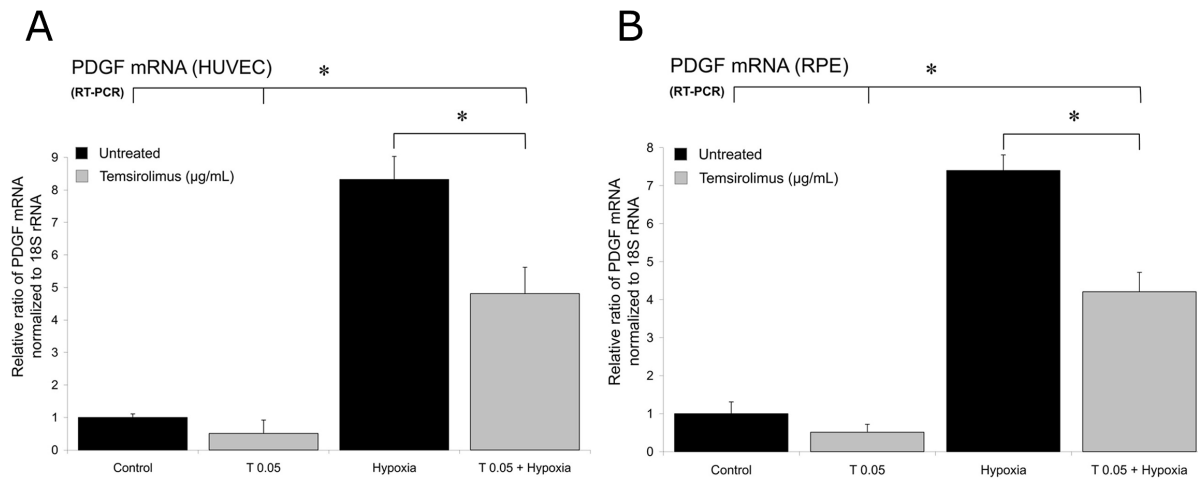 A
PDGF mRNA (HUVEC)
*
(RT-PCR)
*
Untreated
Temsirolimus (µg/mL)
Relative ratio of PDGF mRNA
normalized to 18S rRNA
9
8
7
6
5
4
3
2
1
0
Control
T 0.05
Hypoxia
T 0.05 + Hypoxia
B
PDGF mRNA (RPE)
*
(RT-PCR)
*
Untreated
Temsirolimus (µg/mL)
Relative ratio of PDGF mRNA
normalized to 18S rRNA
8
7
6
5
4
3
2
1
0
Control
T 0.05
Hypoxia
T 0.05 + Hypoxia